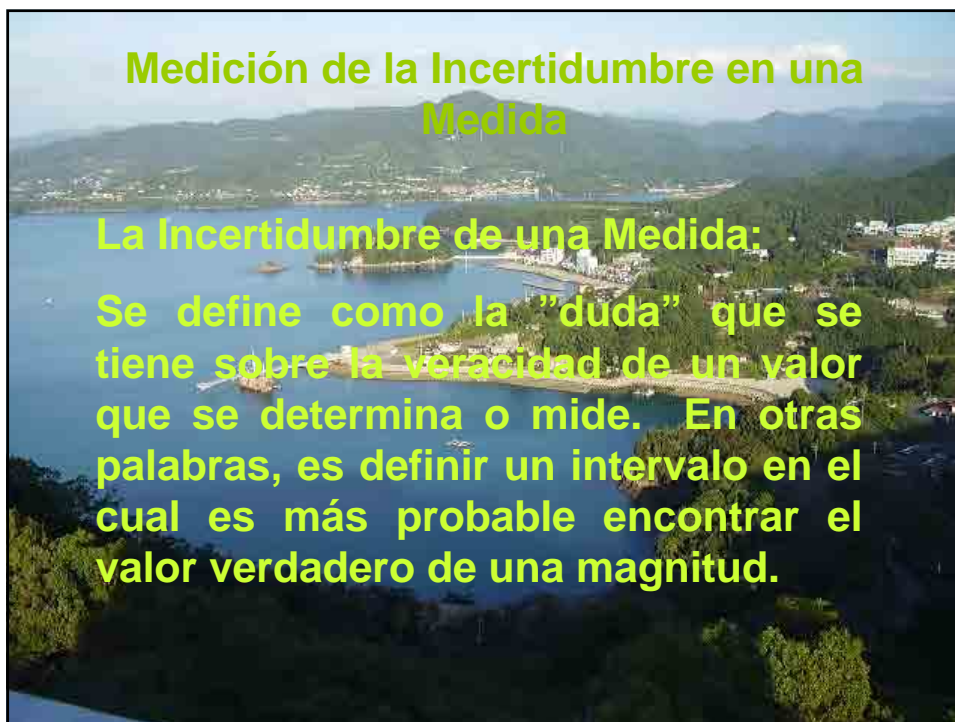 Medición de la Incertidumbre en una
Medida
La Incertidumbre de una Medida:
Se define como la ”duda” que se
tiene sobre la veracidad de un valor
que se determina o mide. En otras
palabras, es definir un intervalo en el
cual es más probable encontrar el
valor verdadero de una magnitud.